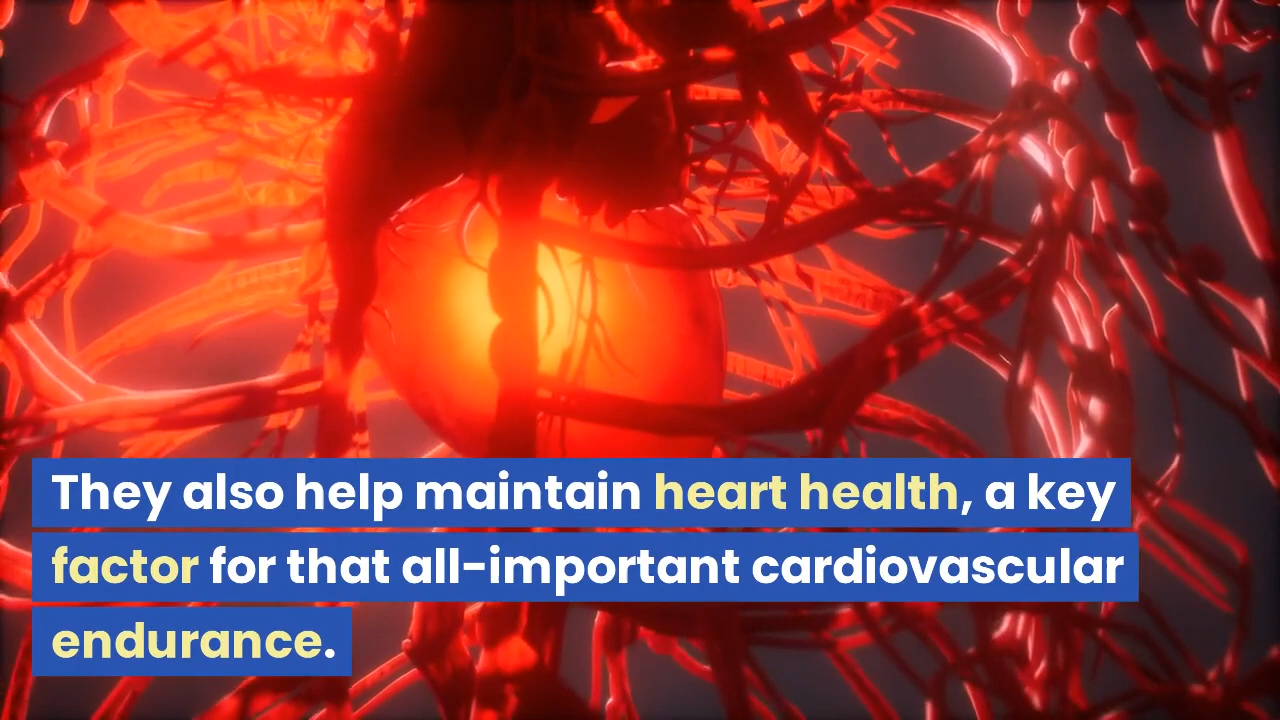 They also help maintain heart health, a key
factor for that all-important cardiovascular
endurance.